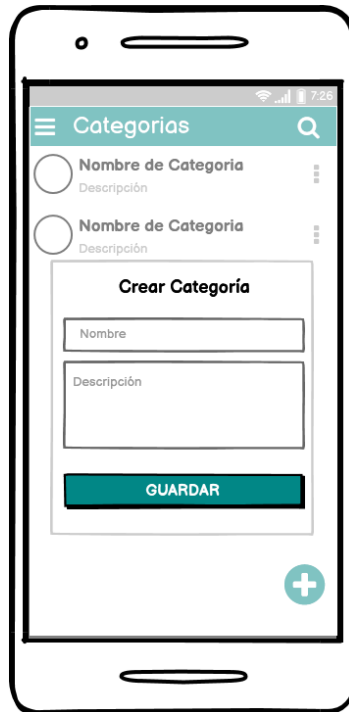 7:26
Categorias
Nombre de Categoria
Descripción
Nombre de Categoria
Descripción
Crear Categoría
Nombre
Descripción
GUARDAR